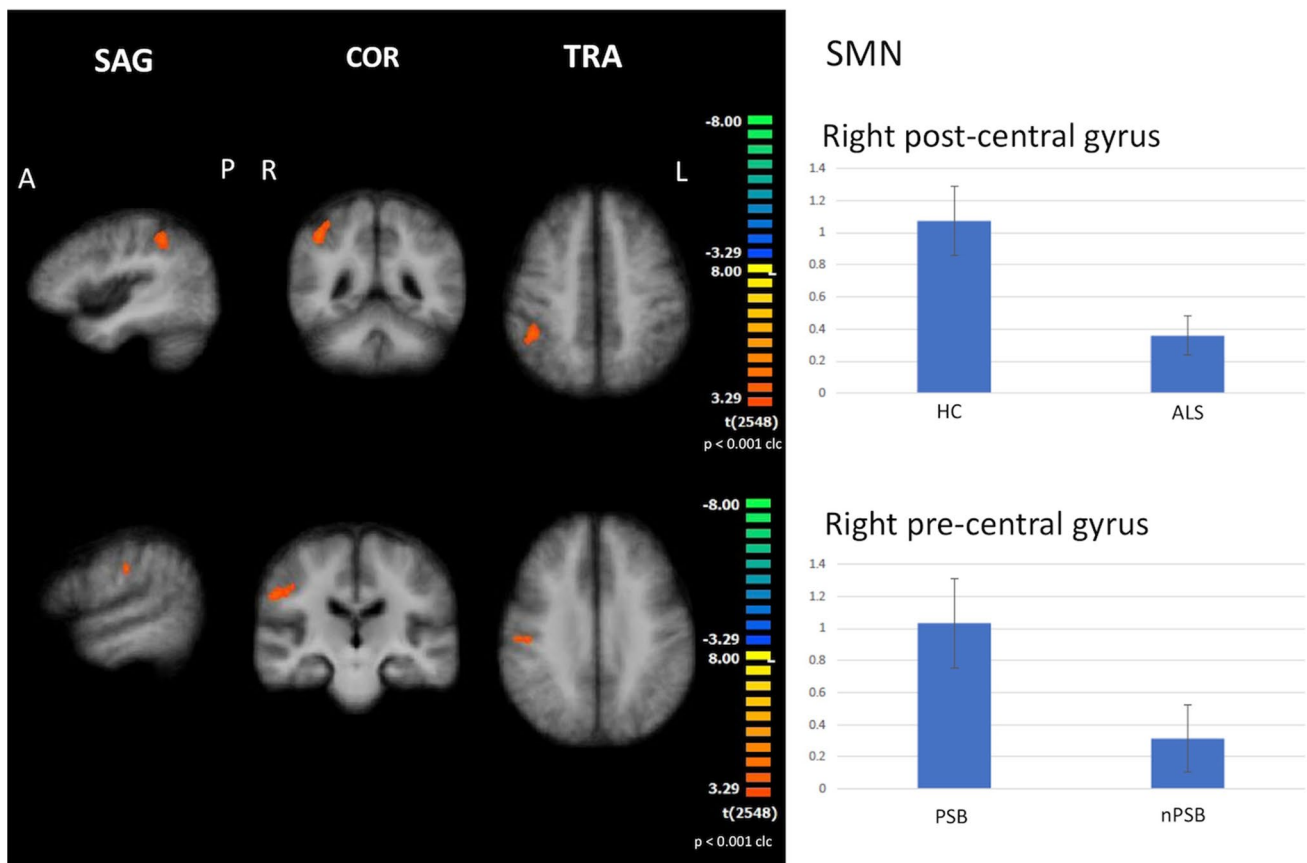 SAG COR TRA
A P R L
-8.00
-3.29
8.00
3.29
t(2548)
p < 0.001 clc
-8.00
-3.29
8.00
3.29
t(2548)
p < 0.001 clc
SMN
Right post-central gyrus
1.4
1.2
1
0.8
0.6
0.4
0.2
0
HC ALS
Right pre-central gyrus
1.4
1.2
1
0.8
0.6
0.4
0.2
0
PSB nPSB